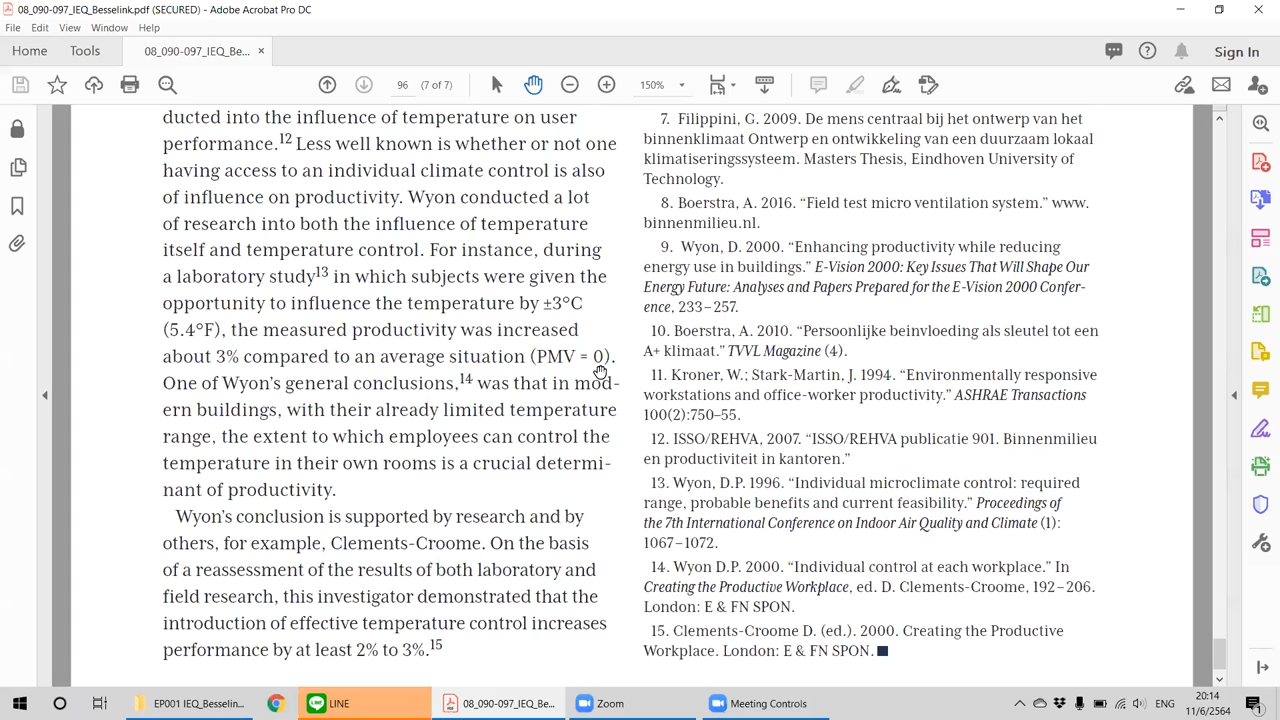 08_090-097_IEQ_Besselink.pdf (SECURED) - Adobe Acrobat Pro DC
File Edit View Window Help
Home Tools 08_090-097_IEQ_Be... × Sign In
96 (7 of 7) 150%
ducted into the influence of temperature on user
performance.12 Less well known is whether or not one
having access to an individual climate control is also
of influence on productivity. Wyon conducted a lot
of research into both the influence of temperature
itself and temperature control. For instance, during
a laboratory study13 in which subjects were given the
opportunity to influence the temperature by ±3°C
(5.4°F), the measured productivity was increased
about 3% compared to an average situation (PMV = 0).
One of Wyon’s general conclusions,14 was that in mod-
ern buildings, with their already limited temperature
range, the extent to which employees can control the
temperature in their own rooms is a crucial determi-
nant of productivity.
Wyon’s conclusion is supported by research and by
others, for example, Clements-Croome. On the basis
of a reassessment of the results of both laboratory and
field research, this investigator demonstrated that the
introduction of effective temperature control increases
performance by at least 2% to 3%.15
7. Filippini, G. 2009. De mens centraal bij het ontwerp van het
binnenklimaat Ontwerp en ontwikkeling van een duurzaam lokaal
klimatiseringssysteem. Masters Thesis, Eindhoven University of
Technology.
8. Boerstra, A. 2016. “Field test micro ventilation system.” www.
binnenmilieu.nl.
9. Wyon, D. 2000. “Enhancing productivity while reducing
energy use in buildings.” E-Vision 2000: Key Issues That Will Shape Our
Energy Future: Analyses and Papers Prepared for the E-Vision 2000 Confer-
ence, 233–257.
10. Boerstra, A. 2010. “Persoonlijke beinvloeding als sleutel tot een
A+ klimaat.” TVVL Magazine (4).
11. Kroner, W.; Stark-Martin, J. 1994. “Environmentally responsive
workstations and office-worker productivity.” ASHRAE Transactions
100(2):750–55.
12. ISSO/REHVA, 2007. “ISSO/REHVA publicatie 901. Binnenmilieu
en productiviteit in kantoren.”
13. Wyon, D.P. 1996. “Individual microclimate control: required
range, probable benefits and current feasibility.” Proceedings of
the 7th International Conference on Indoor Air Quality and Climate (1):
1067–1072.
14. Wyon D.P. 2000. “Individual control at each workplace.” In
Creating the Productive Workplace, ed. D. Clements-Croome, 192–206.
London: E & FN SPON.
15. Clements-Croome D. (ed.). 2000. Creating the Productive
Workplace. London: E & FN SPON.
EP001 IEQ_Besselin... LINE 08_090-097_IEQ_Be... Zoom Meeting Controls ENG 20:14
11/6/2564